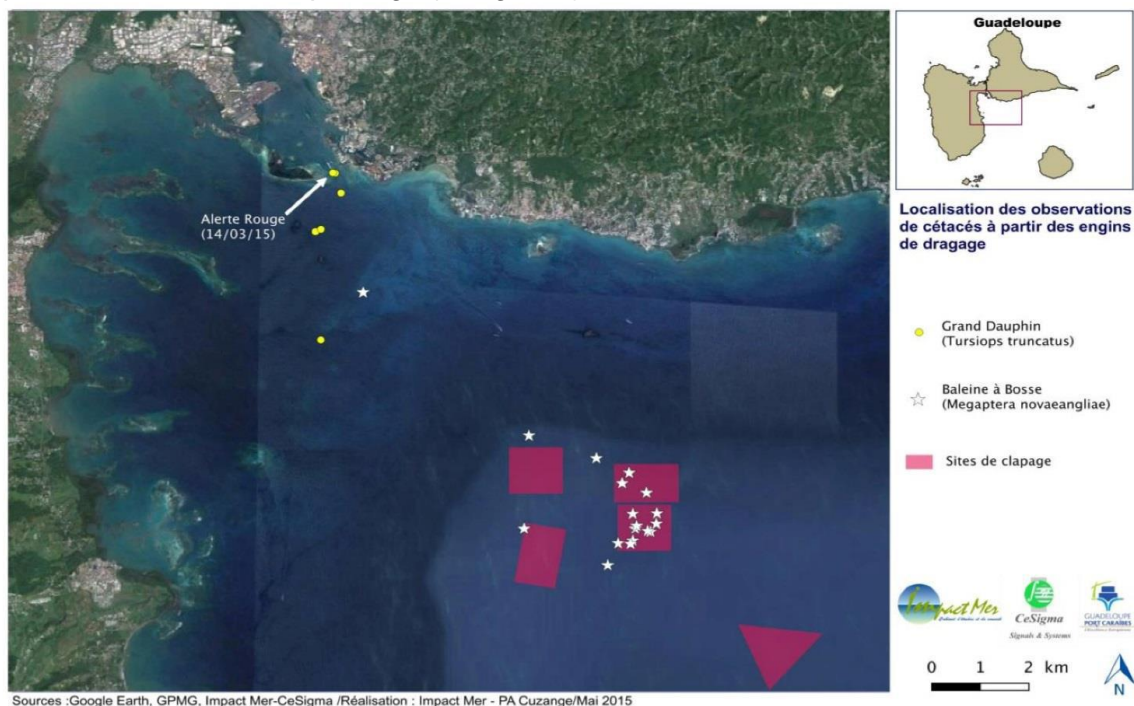 Guadeloupe
Alerte Rouge
(14/03/15)
Localisation des observations
de cétacés à partir des engins
de dragage
Grand Dauphin
(Tursiops truncatus)
Baleine à Bosse
(Megaptera novaeangliae)
Sites de clapage
Impact Mer
CeSigma
Signals & Systems
GUADELOUPE
PORT CARAÏBES
0 1 2 km
N
Sources :Google Earth, GPMG, Impact Mer-CeSigma /Réalisation : Impact Mer - PA Cuzange/Mai 2015